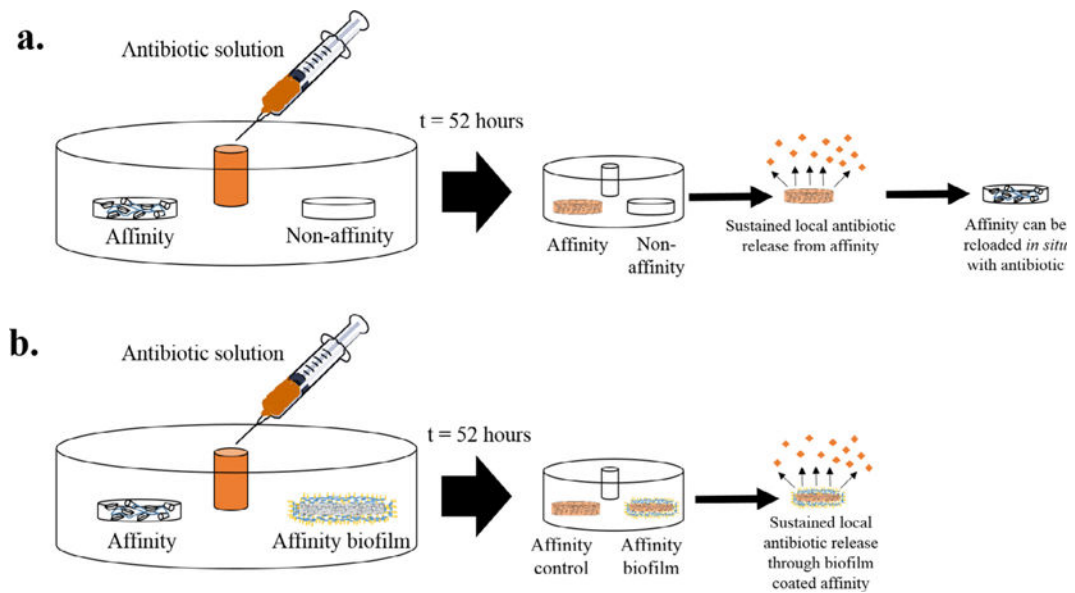 a.
Antibiotic solution
t = 52 hours
Affinity
Non-affinity
Affinity
Non-
affinity
Sustained local antibiotic
release from affinity
Affinity can be
reloaded in situ
with antibiotic
b.
Antibiotic solution
t = 52 hours
Affinity
Affinity biofilm
Affinity
control
Affinity
biofilm
Sustained local
antibiotic release
through biofilm
coated affinity